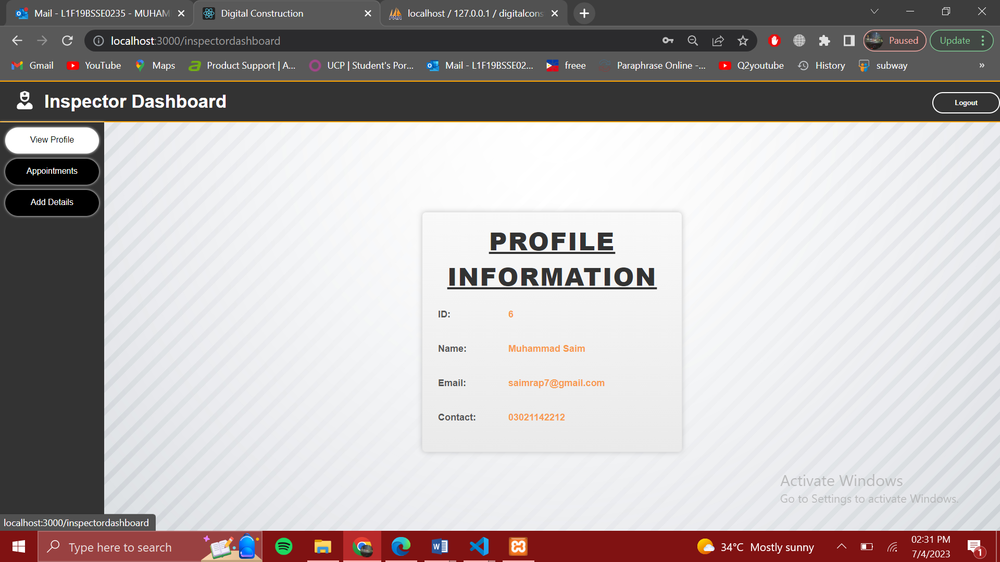 Mail - L1F19BSSE0235 - MUHAM
Digital Construction
localhost / 127.0.0.1 / digitalcons
localhost:3000/inspectordashboard
Paused
Update
Gmail
YouTube
Maps
Product Support | A...
UCP | Student's Por...
Mail - L1F19BSSE02...
freee
Paraphrase Online -...
Q2youtube
History
subway
»
Inspector Dashboard
Logout
View Profile
Appointments
Add Details
PROFILE
INFORMATION
ID: 6
Name: Muhammad Saim
Email: saimrap7@gmail.com
Contact: 03021142212
Activate Windows
Go to Settings to activate Windows.
localhost:3000/inspectordashboard
Type here to search
34°C Mostly sunny
02:31 PM
7/4/2023
1